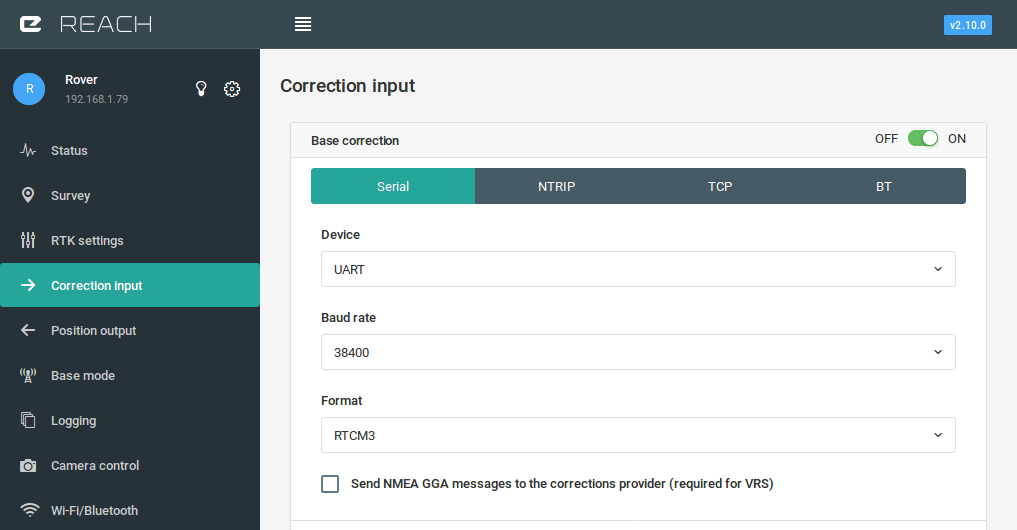 REACH
v2.10.0
R
Rover
192.168.1.79
Status
Survey
RTK settings
Correction input
Position output
Base mode
Logging
Camera control
Wi-Fi/Bluetooth
Correction input
Base correction
OFF ON
Serial NTRIP TCP BT
Device
UART
Baud rate
38400
Format
RTCM3
Send NMEA GGA messages to the corrections provider (required for VRS)